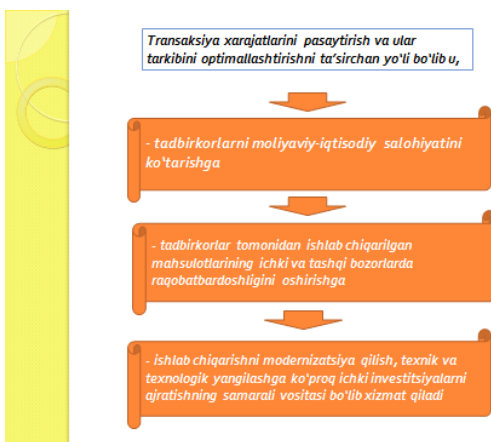 Transaksiya xarajatlarini pasaytirish va ular
tarkibini optimallashtirishni ta’sirchan yo‘li bo‘lib u,
- tadbirkorlarni moliyaviy-iqtisodiy salohiyatini
ko‘tarishga
- tadbirkorlar tomonidan ishlab chiqarilgan
mahsulotlarining ichki va tashqi bozorlarda
raqobatbardoshligini oshirishga
- ishlab chiqarishni modernizatsiya qilish, texnik va
texnologik yangilashga ko‘proq ichki investitsiyalarni
ajratishning samarali vositasi bo‘lib xizmat qiladi